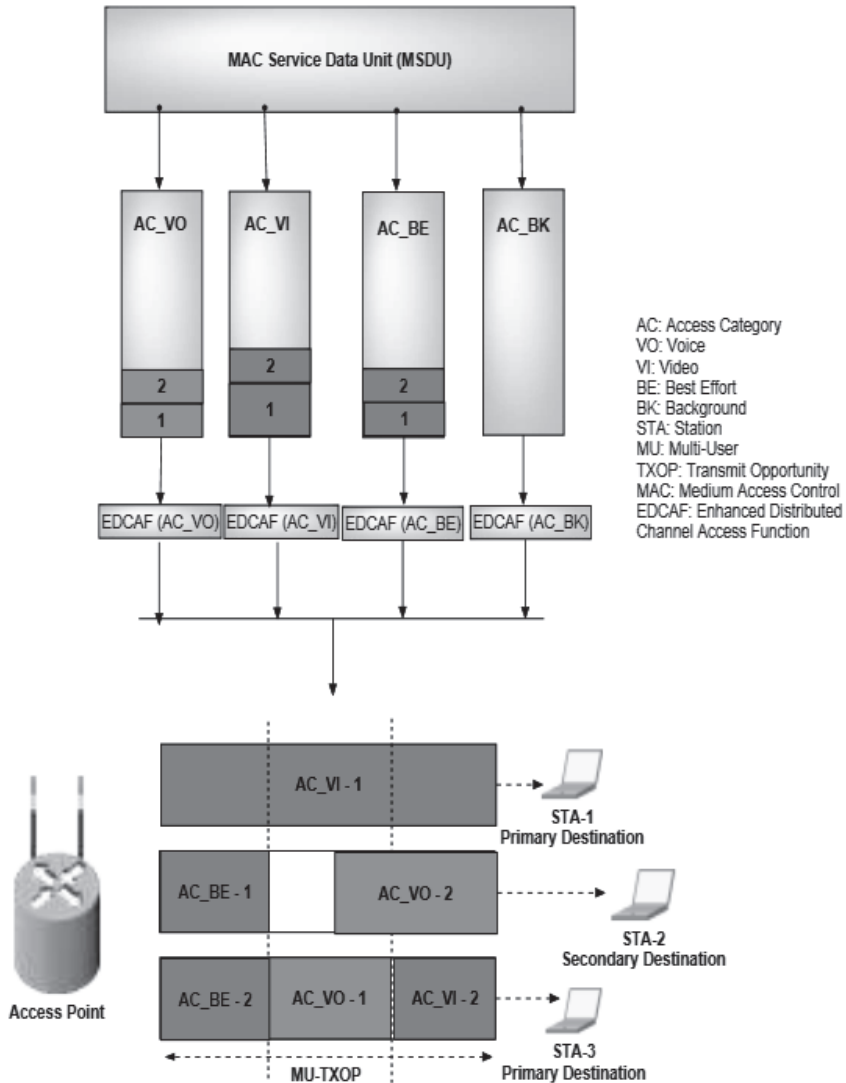 MAC Service Data Unit (MSDU)
AC_VO
AC_VI
AC_BE
AC_BK
2
1
2
1
2
1
AC: Access Category
VO: Voice
VI: Video
BE: Best Effort
BK: Background
STA: Station
MU: Multi-User
TXOP: Transmit Opportunity
MAC: Medium Access Control
EDCAF: Enhanced Distributed
Channel Access Function
EDCAF (AC_VO)
EDCAF (AC_VI)
EDCAF (AC_BE)
EDCAF (AC_BK)
AC_VI - 1
STA-1
Primary Destination
AC_BE - 1
AC_VO - 2
STA-2
Secondary Destination
AC_BE - 2
AC_VO - 1
AC_VI - 2
STA-3
Primary Destination
Access Point
MU-TXOP